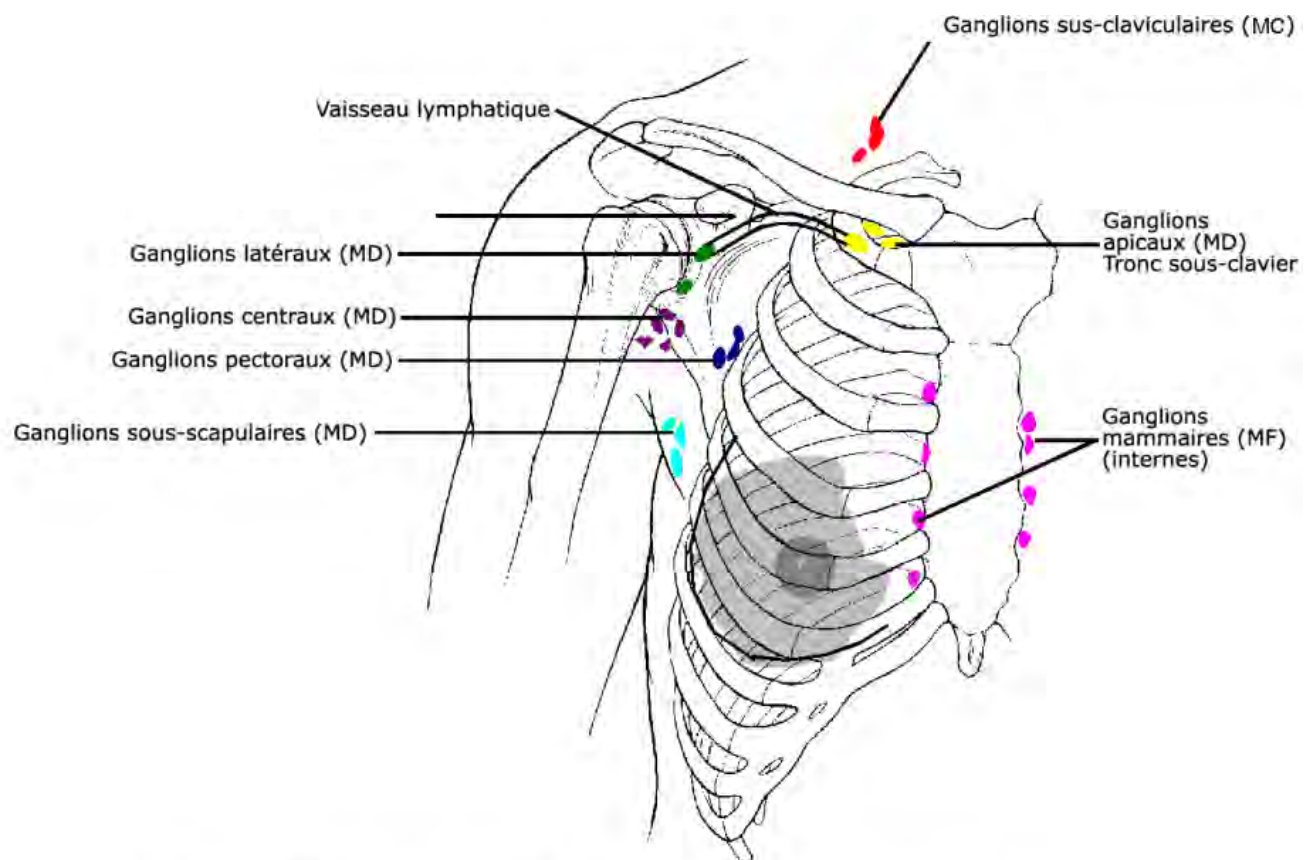 Ganglions sus-claviculaires (MC)
Vaisseau lymphatique
Ganglions
apicaux (MD)
Tronc sous-clavier
Ganglions latéraux (MD)
Ganglions centraux (MD)
Ganglions pectoraux (MD)
Ganglions
mammaires (MF)
(internes)
Ganglions sous-scapulaires (MD)